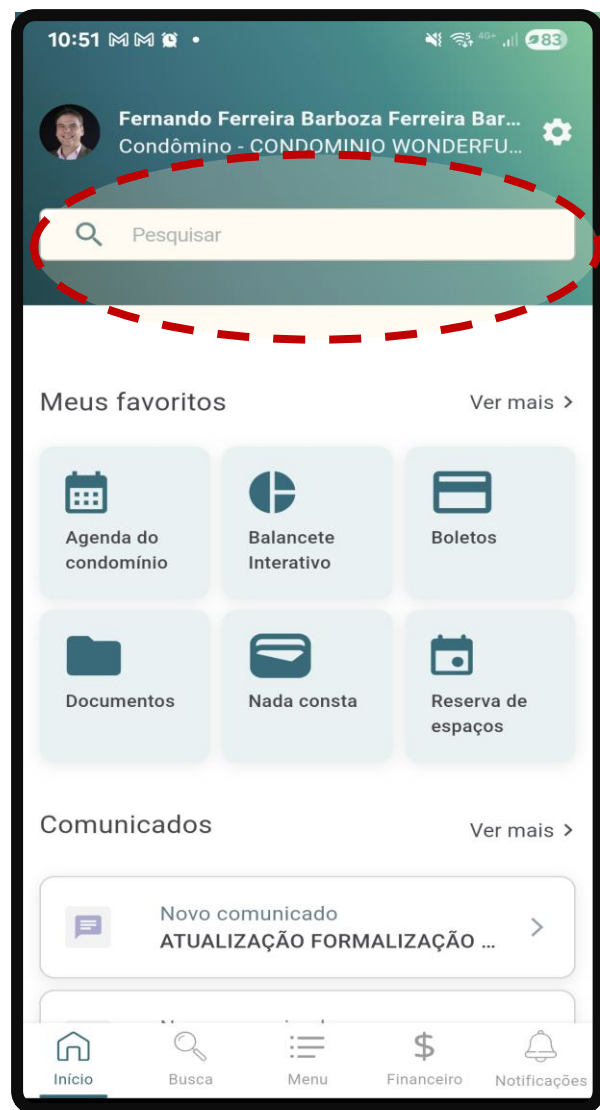 10:51
4G+
83
Fernando Ferreira Barboza Ferreira Bar...
Condômino - CONDOMINIO WONDERFU...
Pesquisar
Meus favoritos
Ver mais >
Agenda do
condomínio
Balancete
Interativo
Boletos
Documentos
Nada consta
Reserva de
espaços
Comunicados
Ver mais >
Novo comunicado
ATUALIZAÇÃO FORMALIZAÇÃO ...
Início
Busca
Menu
Financeiro
Notificações